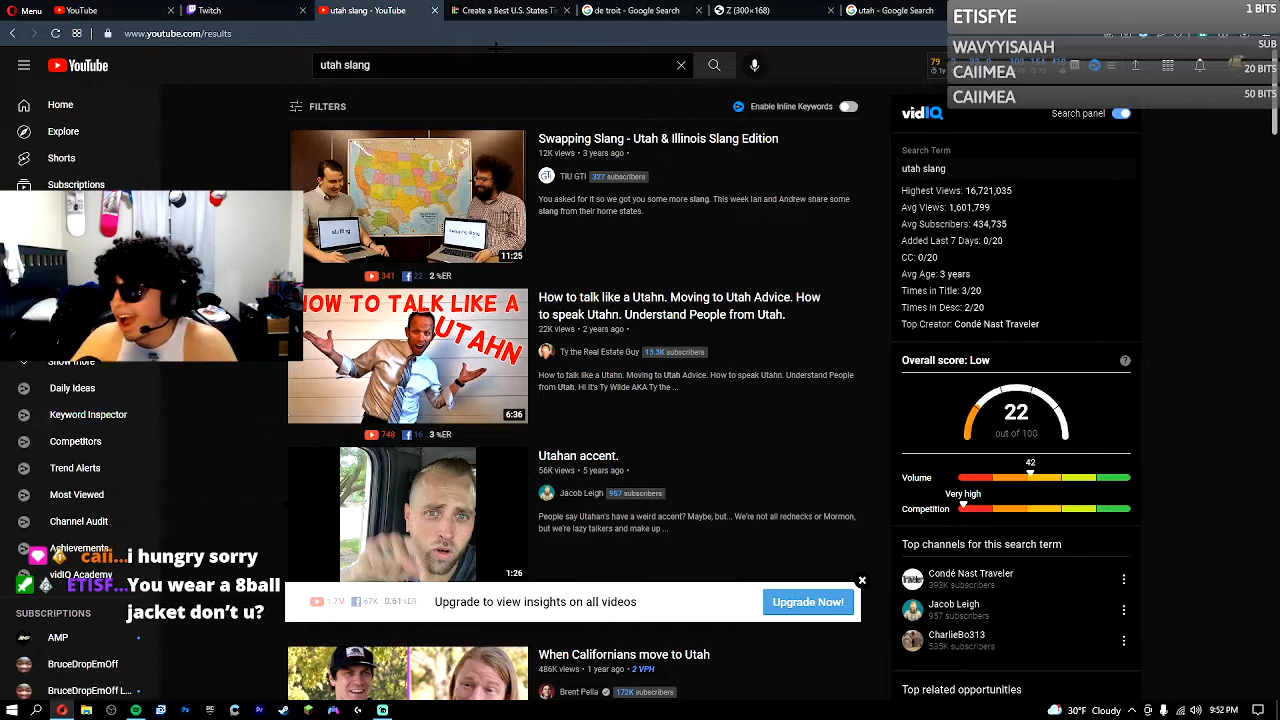 Menu
YouTube
Twitch
utah slang - YouTube
Create a Best U.S. States Tie
de troit - Google Search
Z (300×168)
utah - Google Search
ETISFYE
1 BITS
WAVYYISAIAH
SUB
CAIIMEA
20 BITS
CAIIMEA
50 BITS
www.youtube.com/results
YouTube
utah slang
79
FILTERS
Enable Inline Keywords
vidIQ
Search panel
Home
Explore
Shorts
Subscriptions
Daily Ideas
Keyword Inspector
Competitors
Trend Alerts
Most Viewed
Channel Audit
Achievements
vidIQ Academy
SUBSCRIPTIONS
AMP
BruceDropEmOff
BruceDropEmOff L...
caii... i hungry sorry
ETISF... You wear a 8ball
jacket don't u?
Swapping Slang - Utah & Illinois Slang Edition
12K views • 3 years ago •
TIU GTI 327 subscribers
You asked for it so we got you some more slang. This week Ian and Andrew share some
slang from their home states.
11:25
341 22 2 %ER
HOW TO TALK LIKE A
UTAHN
6:36
How to talk like a Utahn. Moving to Utah Advice. How
to speak Utahn. Understand People from Utah.
22K views • 2 years ago •
Ty the Real Estate Guy 13.3K subscribers
How to talk like a Utahn. Moving to Utah Advice. How to speak Utahn. Understand People
from Utah. Hi it's Ty Wilde AKA Ty the ...
748 16 3 %ER
Utahan accent.
56K views • 5 years ago •
Jacob Leigh 957 subscribers
People say Utahan's have a weird accent? Maybe, but... We're not all rednecks or Mormon,
but we're lazy talkers and make up ...
1:26
1.7M 67K 0.61 %ER
Upgrade to view insights on all videos
Upgrade Now!
When Californians move to Utah
486K views • 1 year ago • 2 VPH
Brent Pella 172K subscribers
Search Term
utah slang
Highest Views: 16,721,035
Avg Views: 1,601,799
Avg Subscribers: 434,735
Added Last 7 Days: 0/20
CC: 0/20
Avg Age: 3 years
Times in Title: 3/20
Times in Desc: 2/20
Top Creator: Condé Nast Traveler
Overall score: Low
22
out of 100
42
Volume
Very high
Competition
Top channels for this search term
Condé Nast Traveler
393K subscribers
Jacob Leigh
957 subscribers
CharlieBo313
535K subscribers
Top related opportunities
30°F Cloudy
9:52 PM